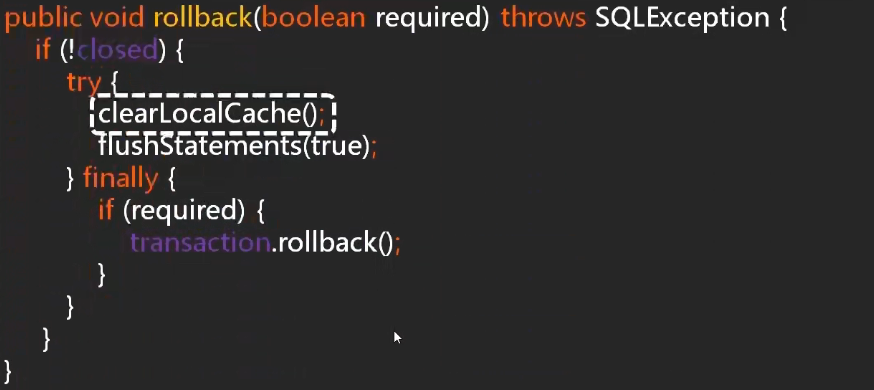 public void rollback(boolean required) throws SQLException {
if (!closed) {
try {
clearLocalCache();
flushStatements(true);
} finally {
if (required) {
transaction.rollback();
}
}
}
}